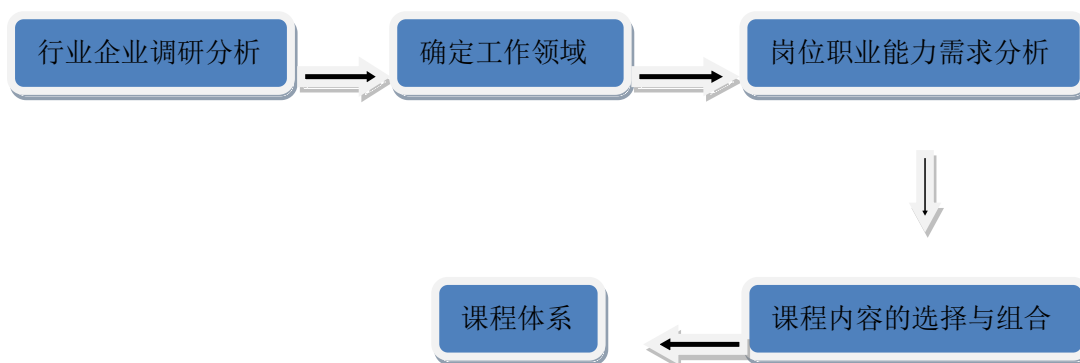 行业企业调研分析
确定工作领域
岗位职业能力需求分析
课程内容的选择与组合
课程体系